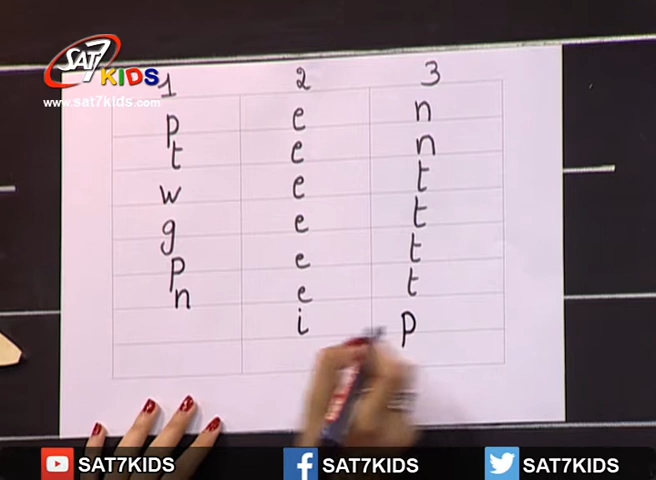 SAT7
KIDS
www.sat7kids.com
1 2 3
p e n
t e n
w e t
g e t
p e t
n e t
i p
SAT7KIDS SAT7KIDS SAT7KIDS